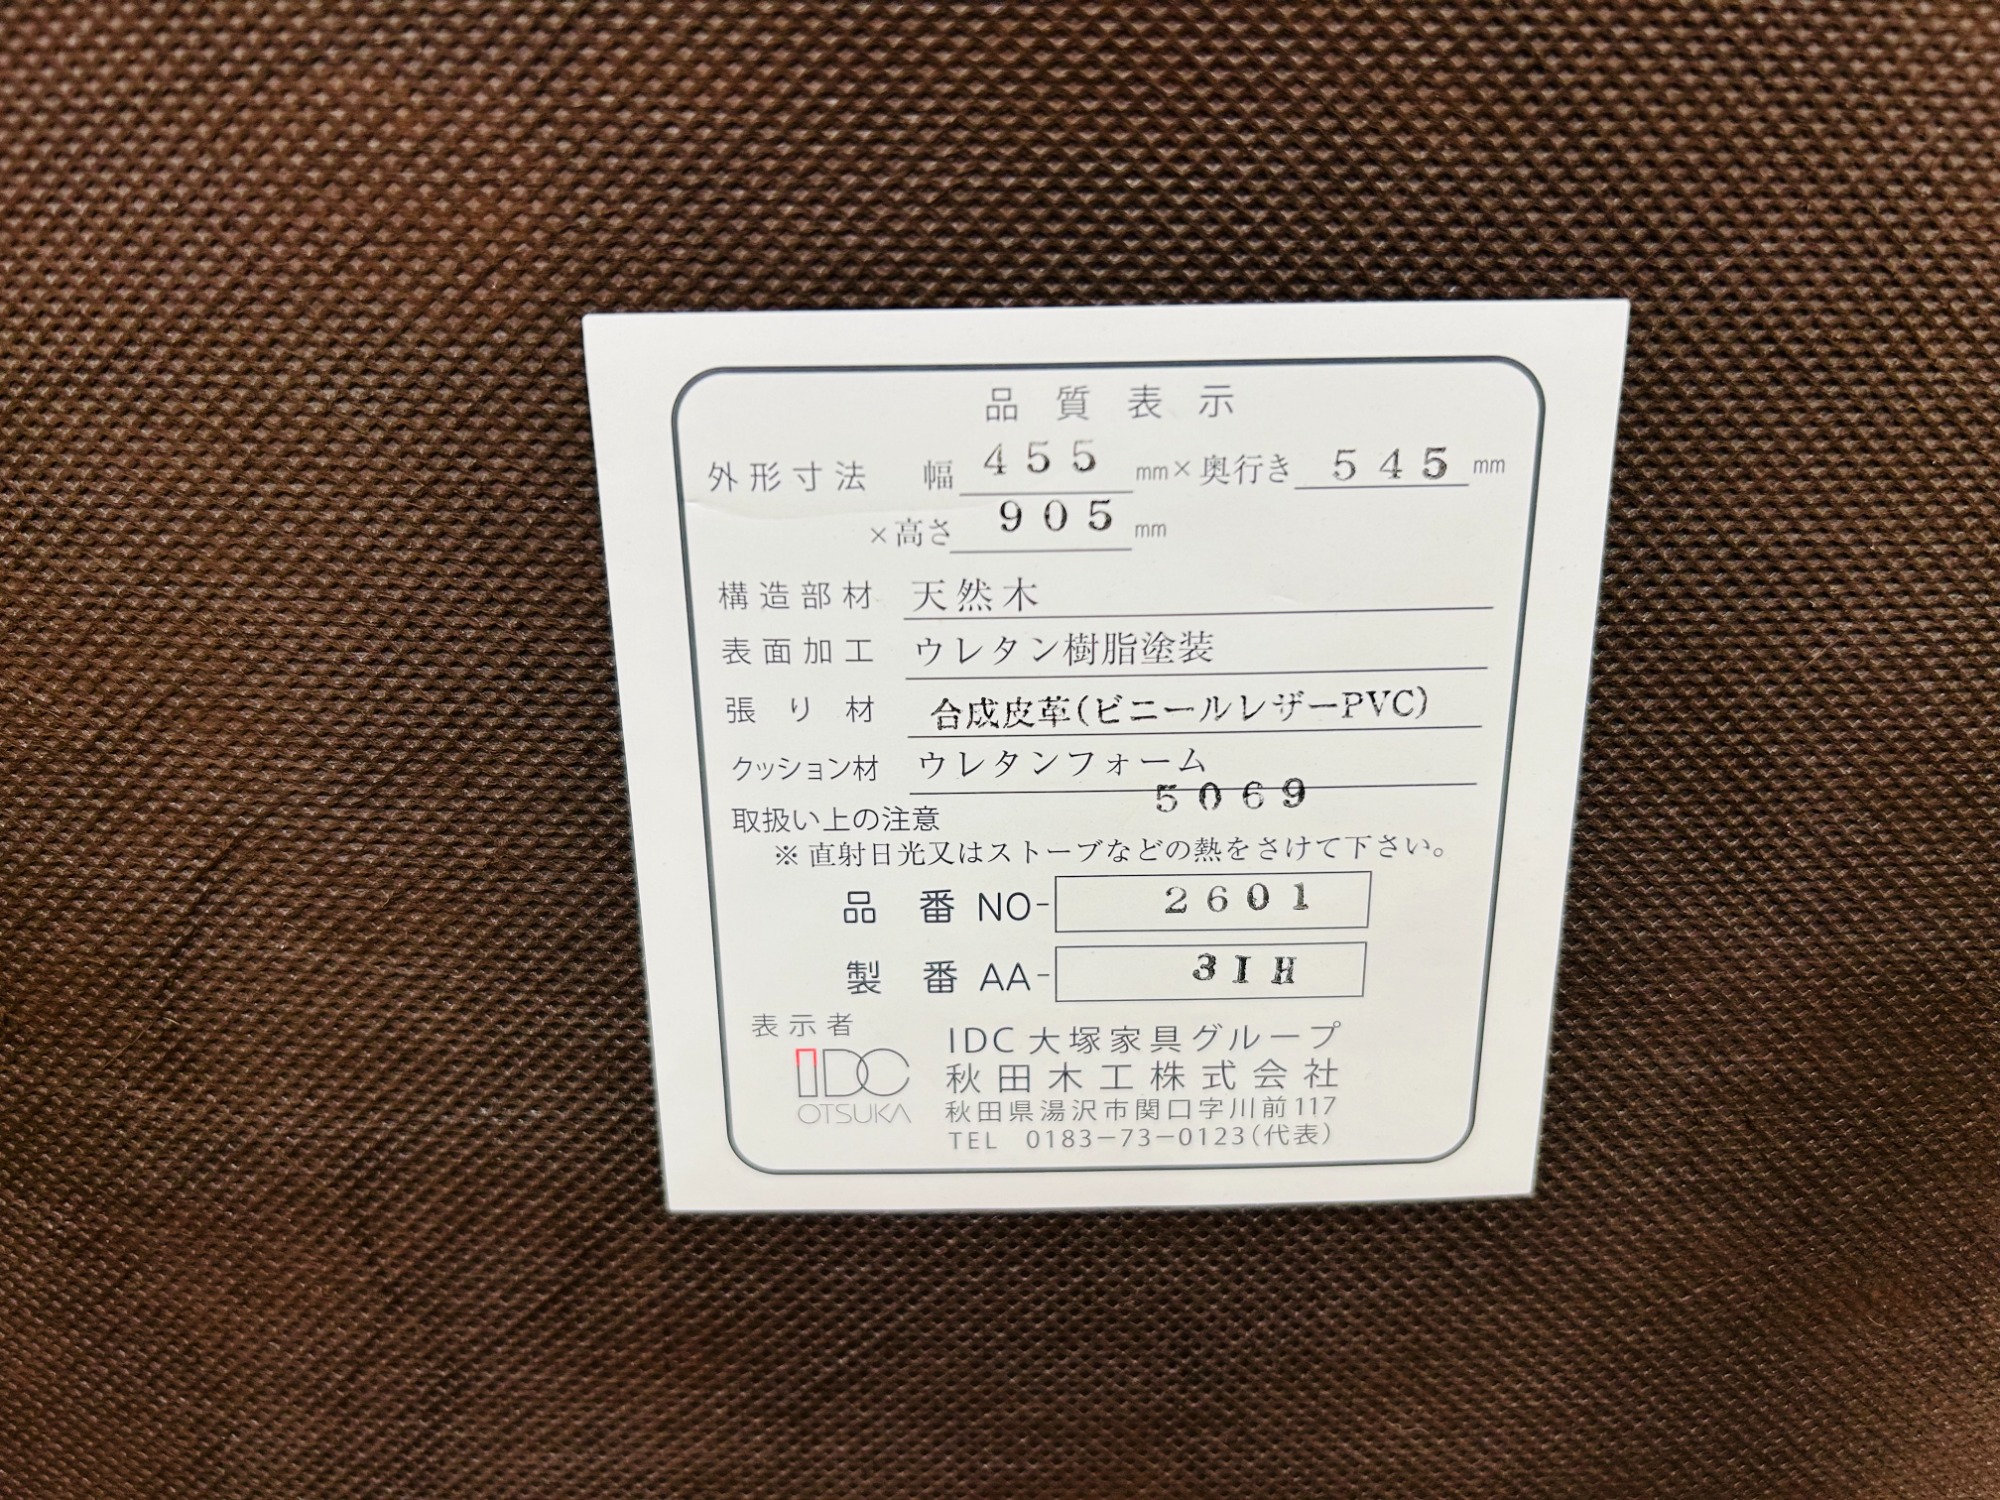 品質表示
外形寸法 幅 455 mm×奥行き 545 mm
×高さ 905 mm
構造部材 天然木
表面加工 ウレタン樹脂塗装
張り材 合成皮革(ビニールレザーPVC)
クッション材 ウレタンフォーム
5069
取扱い上の注意
※直射日光又はストーブなどの熱をさけて下さい。
品番 NO- 2601
製番 AA- 31H
表示者
IDC OTSUKA
IDC 大塚家具グループ
秋田木工株式会社
秋田県湯沢市関口字川前117
TEL 0183-73-0123(代表)